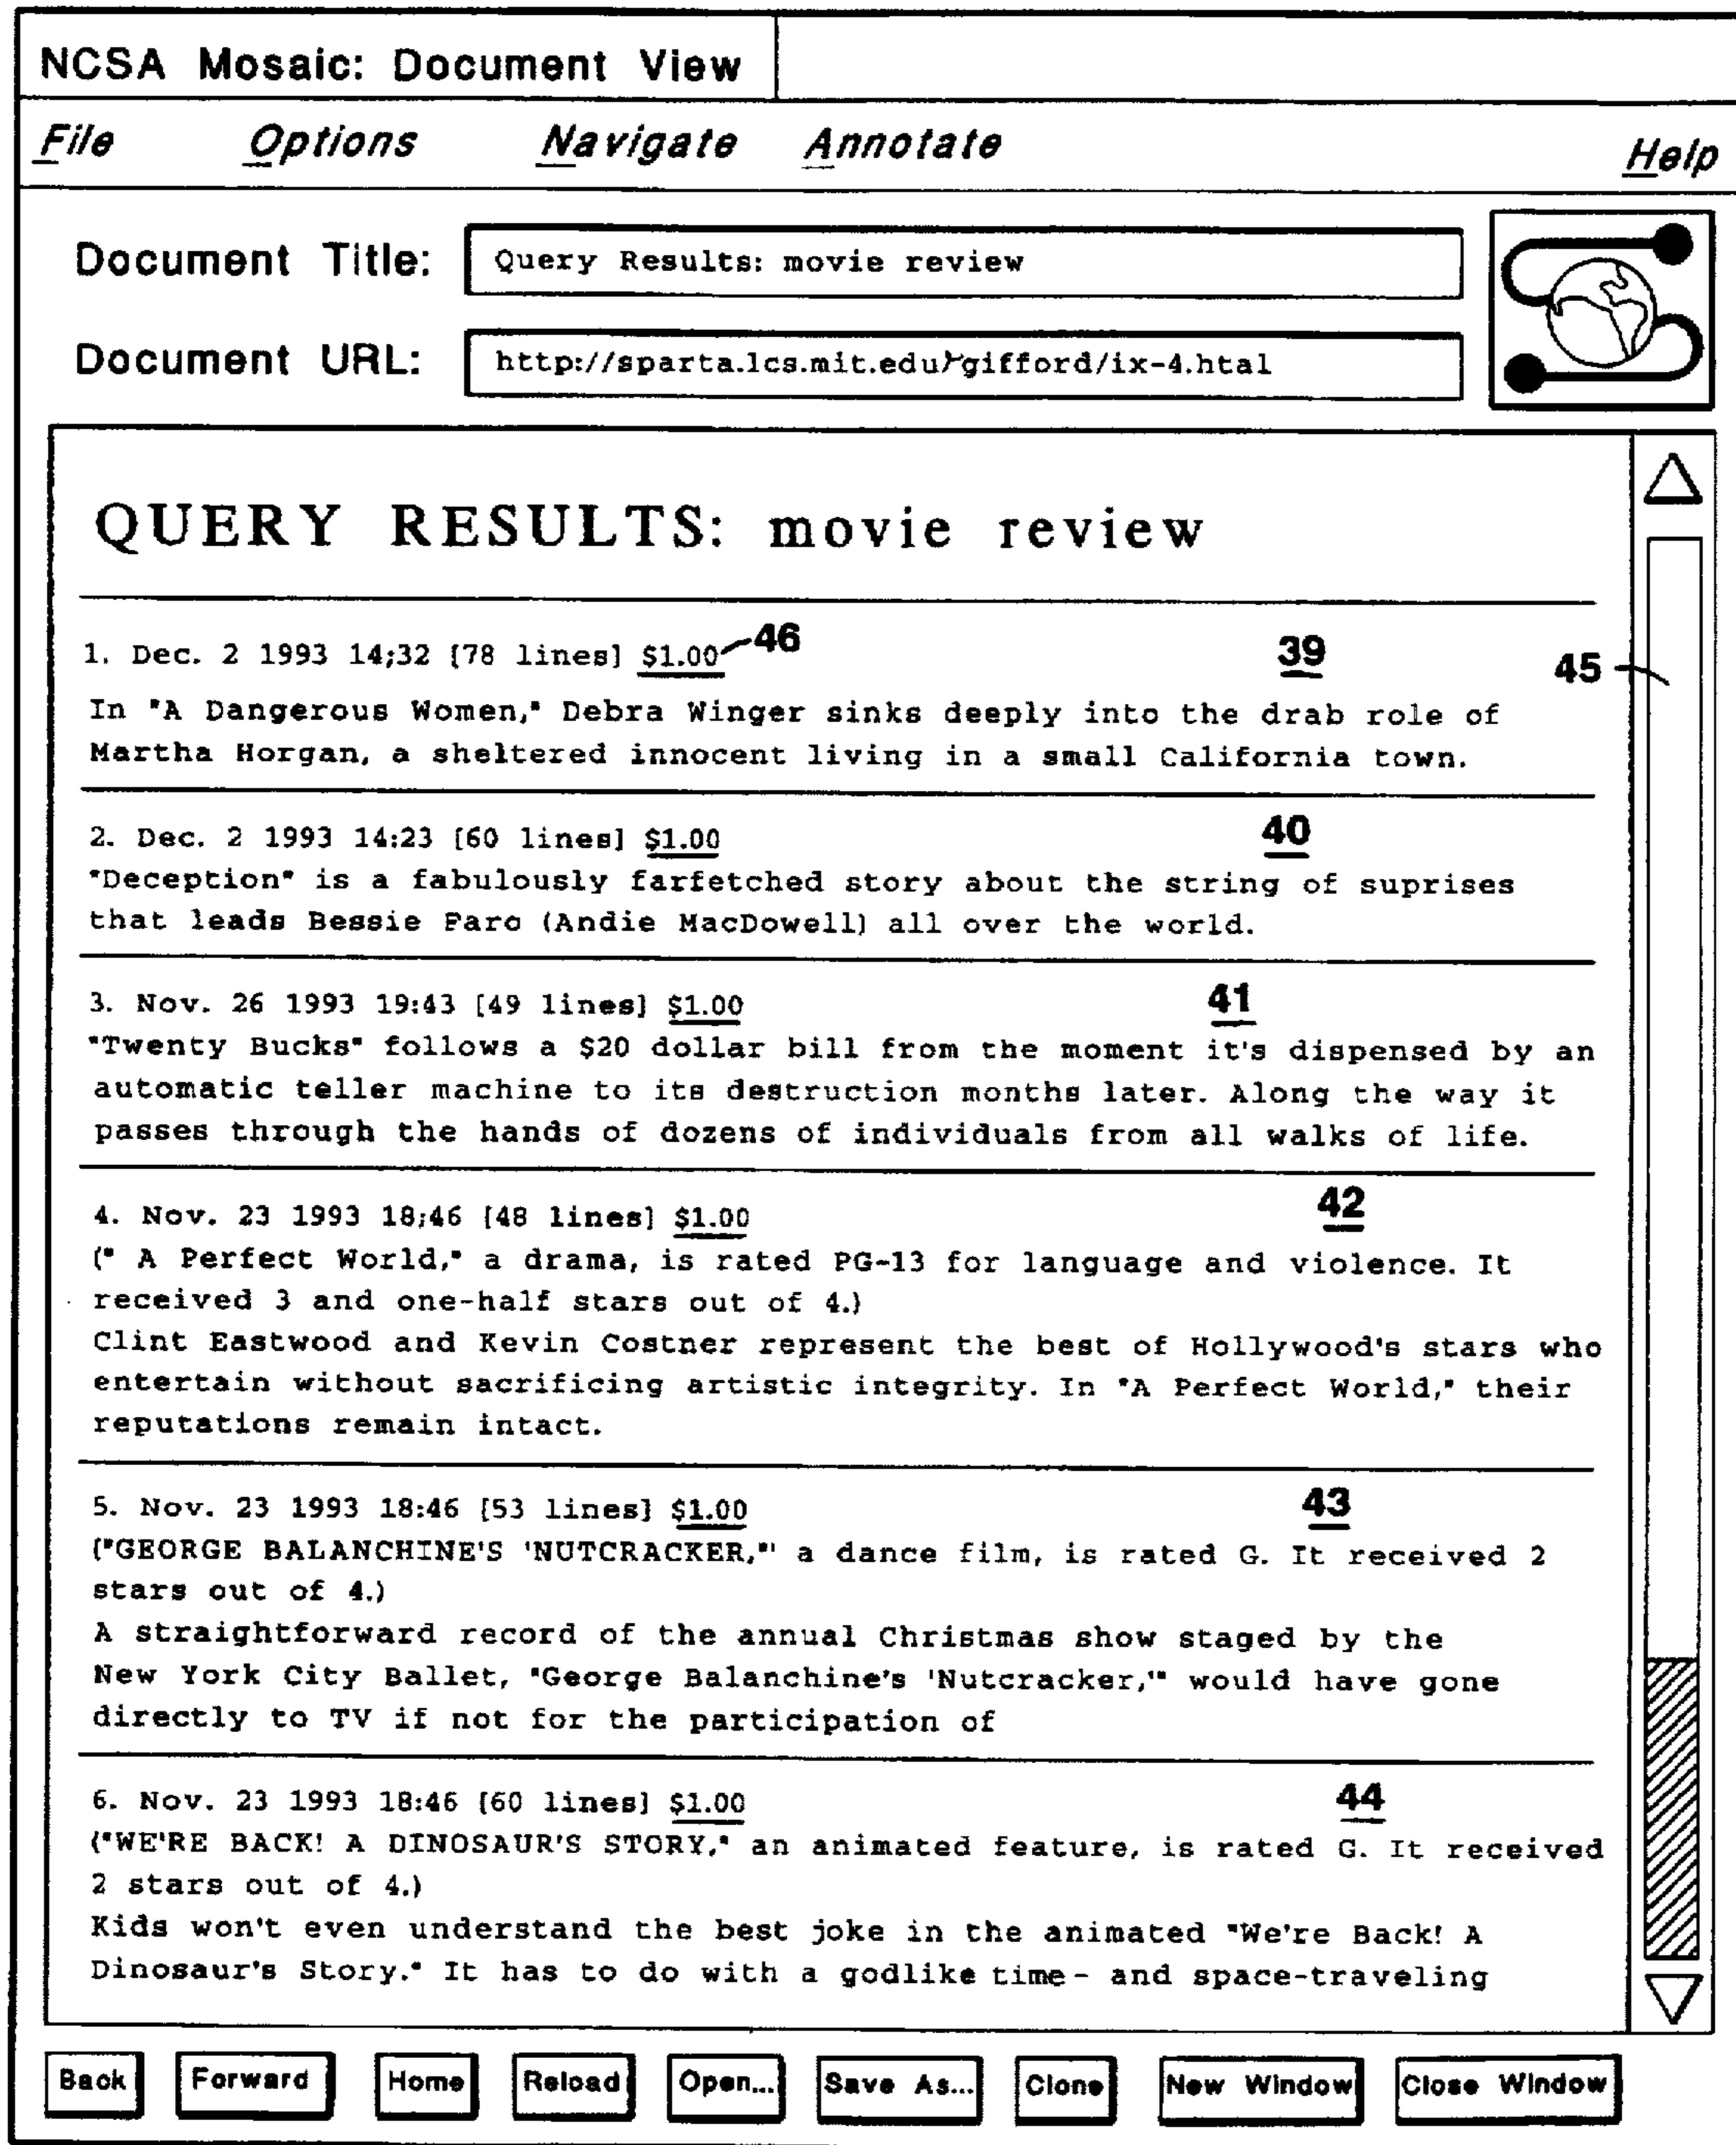 NCSA Mosaic: Document View
File Options Navigate Annotate Help
Document Title: Query Results: movie review
Document URL: http://sparta.lcs.mit.edu/~gifford/ix-4.htal
QUERY RESULTS: movie review
1. Dec. 2 1993 14;32 [78 lines] $1.00 46 39 45
In "A Dangerous Women," Debra Winger sinks deeply into the drab role of
Martha Horgan, a sheltered innocent living in a small California town.
2. Dec. 2 1993 14:23 [60 lines] $1.00 40
"Deception" is a fabulously farfetched story about the string of suprises
that leads Bessie Faro (Andie MacDowell) all over the world.
3. Nov. 26 1993 19:43 [49 lines] $1.00 41
"Twenty Bucks" follows a $20 dollar bill from the moment it's dispensed by an
automatic teller machine to its destruction months later. Along the way it
passes through the hands of dozens of individuals from all walks of life.
4. Nov. 23 1993 18;46 [48 lines] $1.00 42
(" A Perfect World," a drama, is rated PG-13 for language and violence. It
received 3 and one-half stars out of 4.)
Clint Eastwood and Kevin Costner represent the best of Hollywood's stars who
entertain without sacrificing artistic integrity. In "A Perfect World," their
reputations remain intact.
5. Nov. 23 1993 18:46 [53 lines] $1.00 43
("GEORGE BALANCHINE'S 'NUTCRACKER,"' a dance film, is rated G. It received 2
stars out of 4.)
A straightforward record of the annual Christmas show staged by the
New York City Ballet, "George Balanchine's 'Nutcracker,'" would have gone
directly to TV if not for the participation of
6. Nov. 23 1993 18:46 [60 lines] $1.00 44
("WE'RE BACK! A DINOSAUR'S STORY," an animated feature, is rated G. It received
2 stars out of 4.)
Kids won't even understand the best joke in the animated "We're Back! A
Dinosaur's Story." It has to do with a godlike time- and space-traveling
Back Forward Home Reload Open... Save As... Clone New Window Close Window